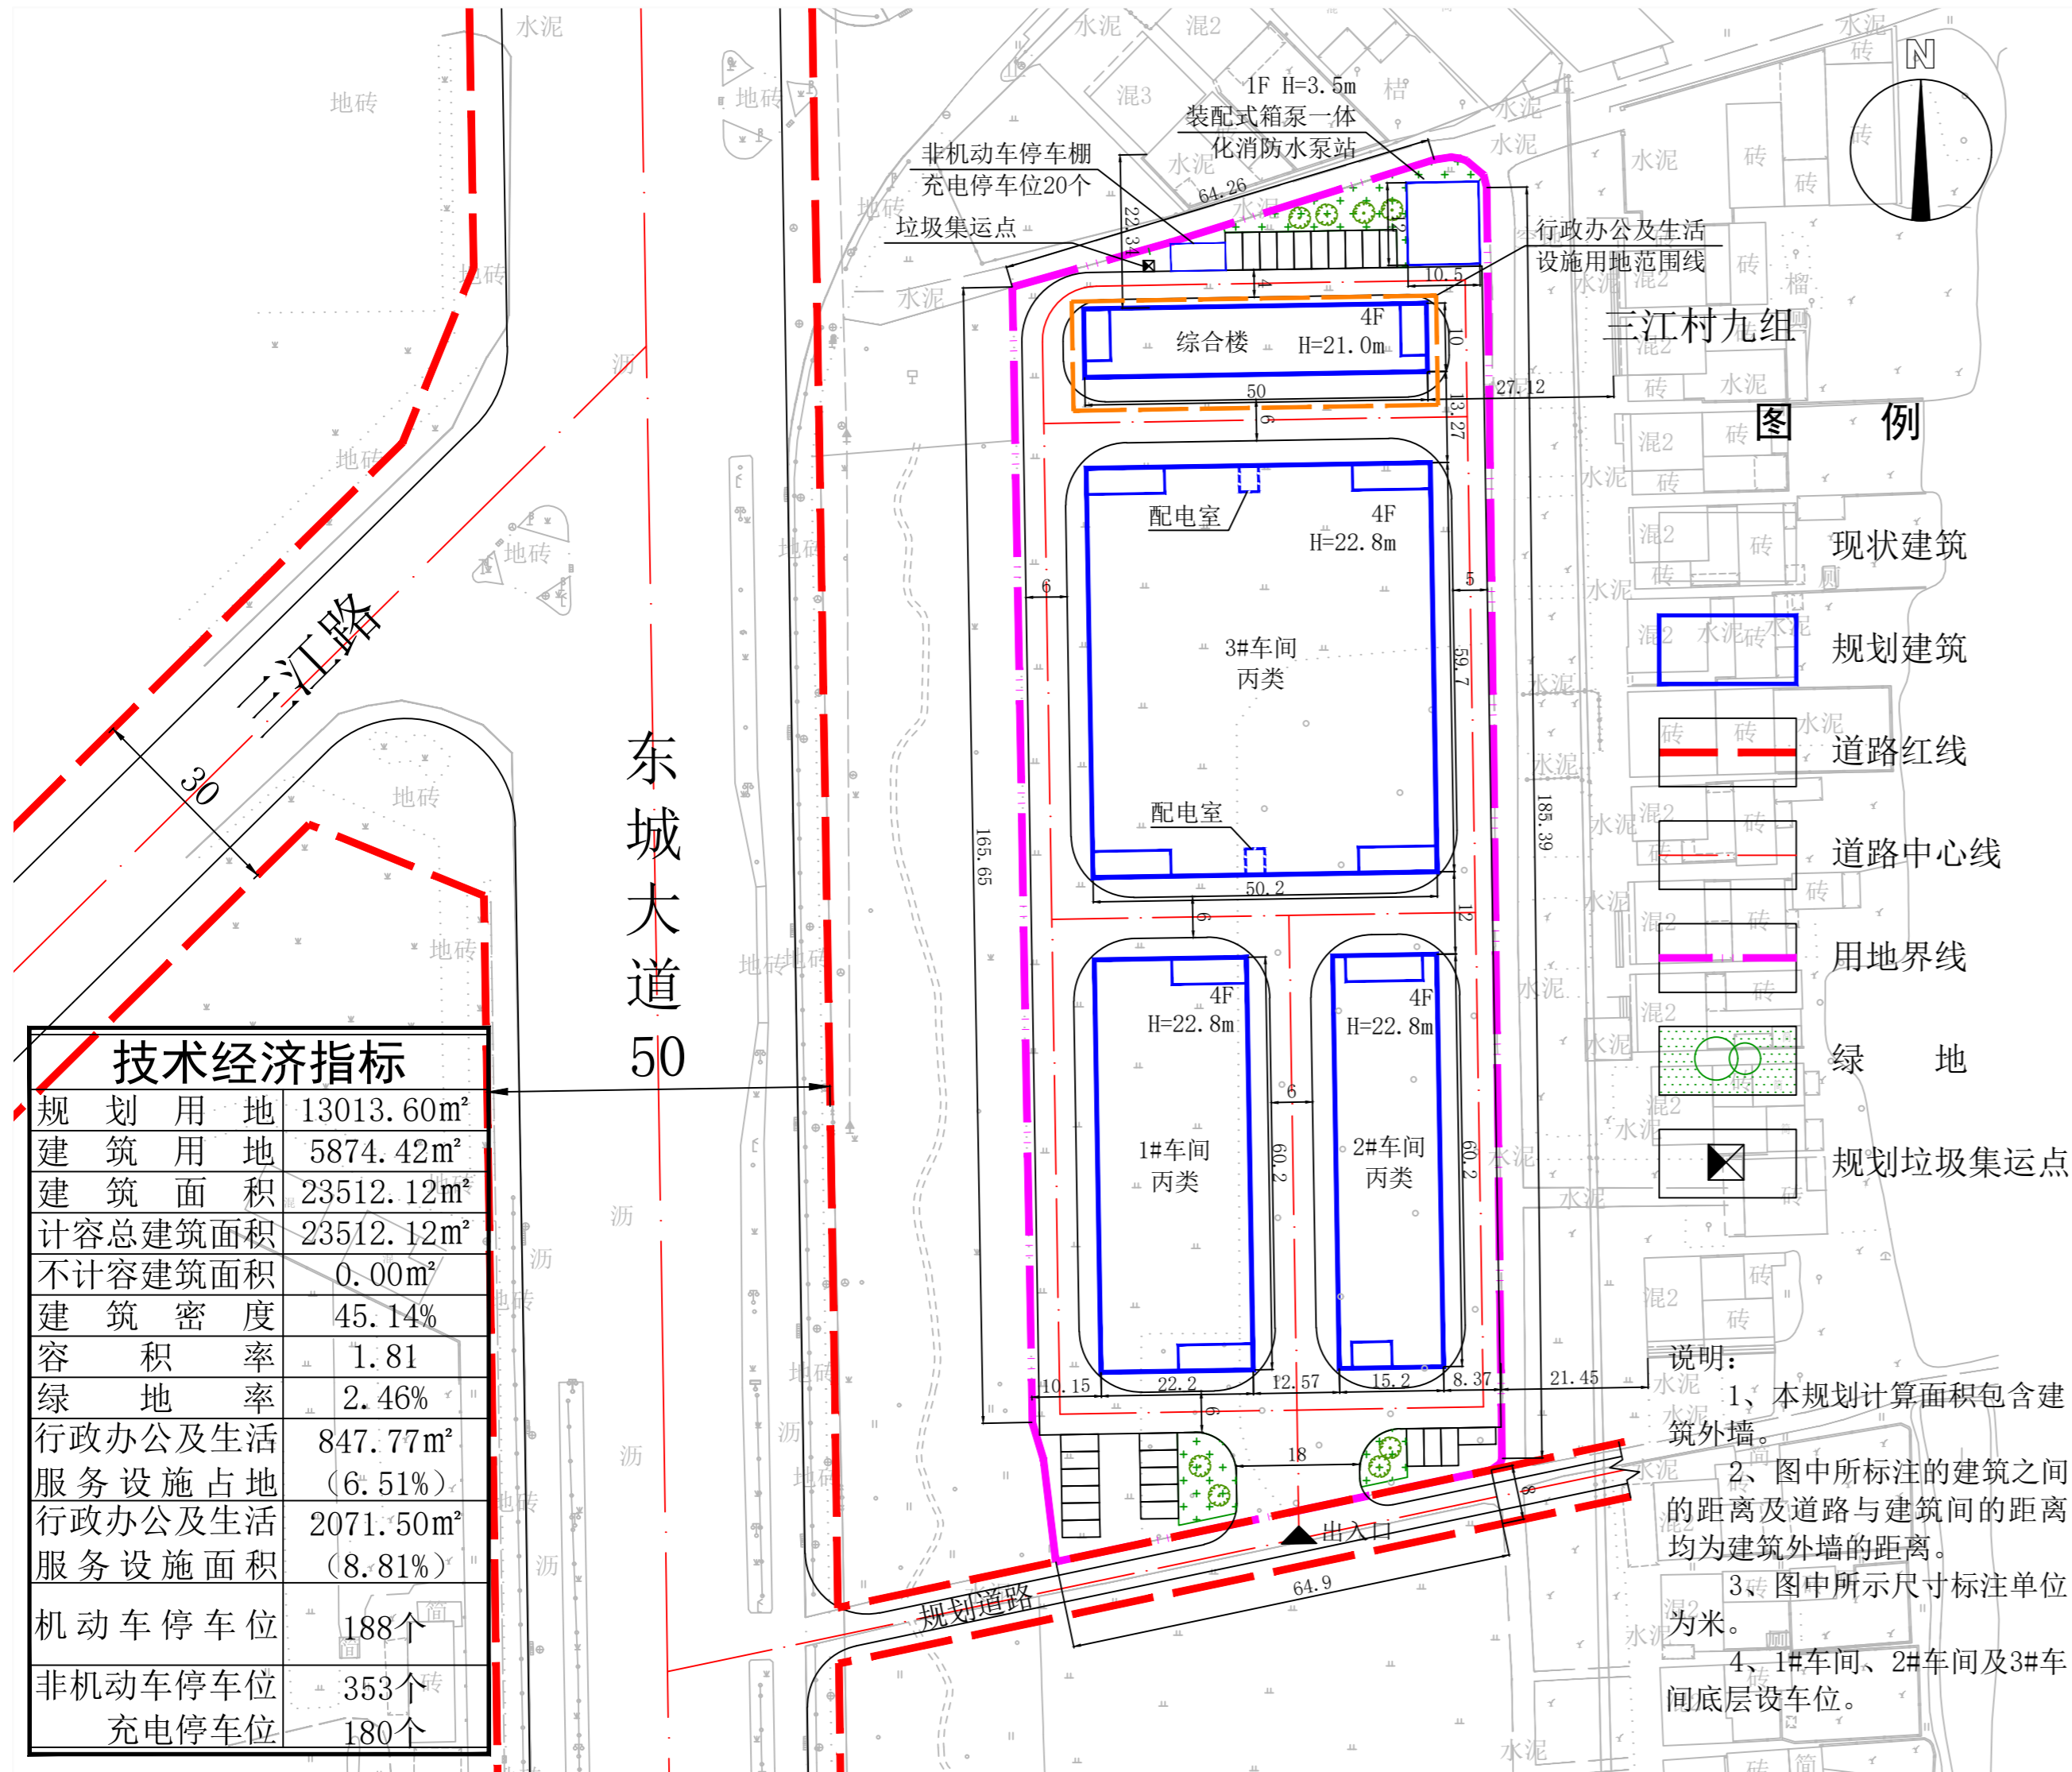 1F H=3.5m
装配式箱泵一体
化消防水泵站
非机动车停车棚
充电停车位20个
垃圾集运点
64.26
22.34
12
10.5
4
行政办公及生活
设施用地范围线
N
三江村九组
综合楼
4F
H=21.0m
10
50
27.12
13.27
6
配电室
4F
H=22.8m
6
5
3#车间
丙类
59.7
配电室
50.2
6
12
165.65
185.39
4F
H=22.8m
4F
H=22.8m
6
1#车间
丙类
60.2
2#车间
丙类
60.2
10.15
22.2
12.57
15.2
8.37
21.45
6
18
8
出入口
64.9
规划道路
三江路
30
东城大道
50
图 例
现状建筑
规划建筑
道路红线
道路中心线
用地界线
绿 地
规划垃圾集运点
技术经济指标
规划用地 13013.60m²
建筑用地 5874.42m²
建筑面积 23512.12m²
计容总建筑面积 23512.12m²
不计容建筑面积 0.00m²
建筑密度 45.14%
容积率 1.81
绿地率 2.46%
行政办公及生活 847.77m²
服务设施占地 (6.51%)
行政办公及生活 2071.50m²
服务设施面积 (8.81%)
机动车停车位 188个
非机动车停车位 353个
充电停车位 180个
说明:
1、本规划计算面积包含建
筑外墙。
2、图中所标注的建筑之间
的距离及道路与建筑间的距离
均为建筑外墙的距离。
3、图中所示尺寸标注单位
为米。
4、1#车间、2#车间及3#车
间底层设车位。